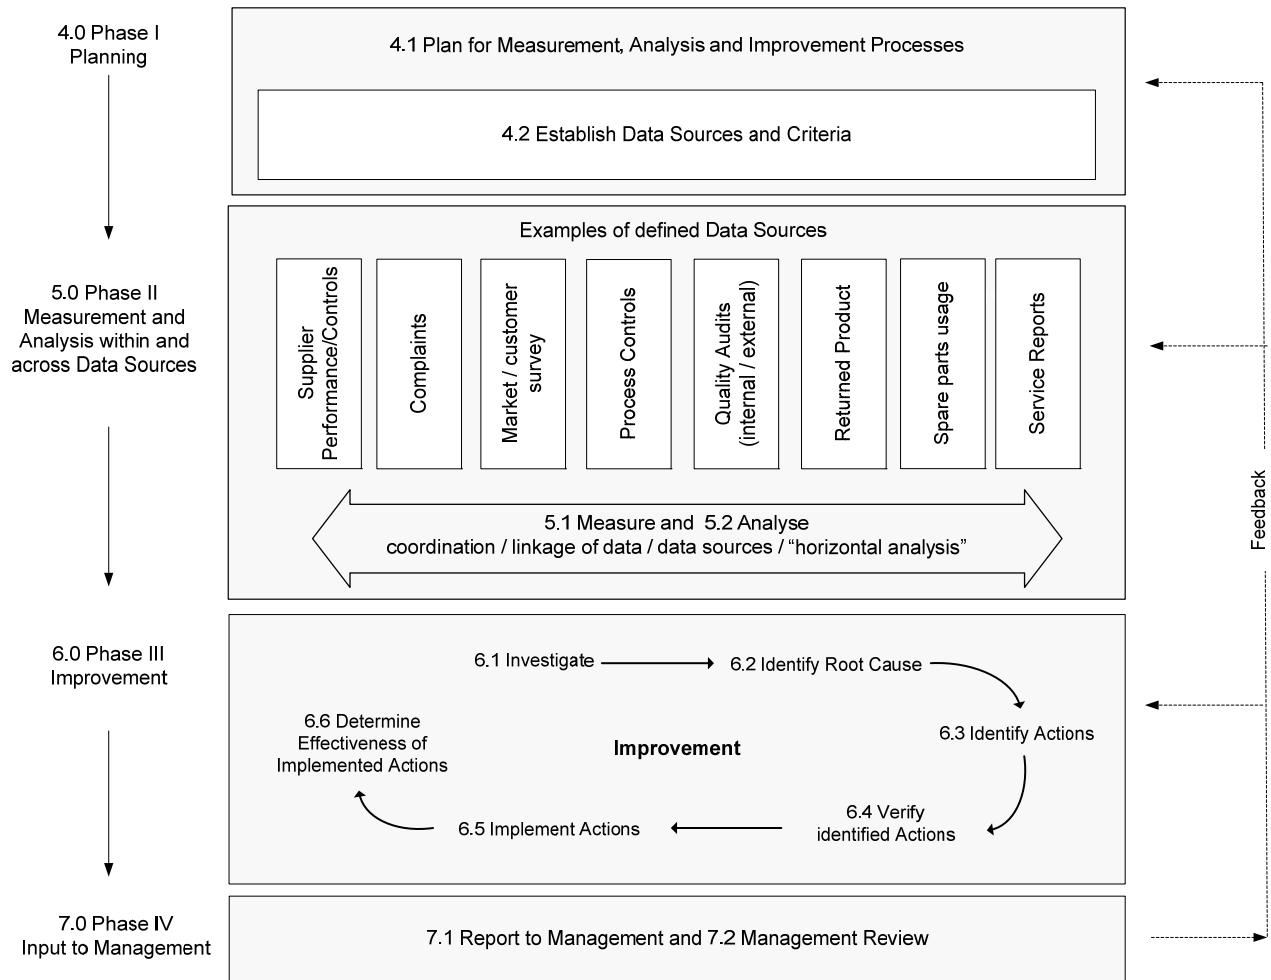 4.0 Phase I
Planning
4.1 Plan for Measurement, Analysis and Improvement Processes
4.2 Establish Data Sources and Criteria
5.0 Phase II
Measurement and
Analysis within and
across Data Sources
Examples of defined Data Sources
Supplier
Performance/Controls
Complaints
Market / customer
survey
Process Controls
Quality Audits
(internal / external)
Returned Product
Spare parts usage
Service Reports
5.1 Measure and 5.2 Analyse
coordination / linkage of data / data sources / “horizontal analysis”
6.0 Phase III
Improvement
6.1 Investigate
6.2 Identify Root Cause
6.3 Identify Actions
6.4 Verify
identified Actions
6.5 Implement Actions
6.6 Determine
Effectiveness of
Implemented Actions
Improvement
7.0 Phase IV
Input to Management
7.1 Report to Management and 7.2 Management Review
Feedback